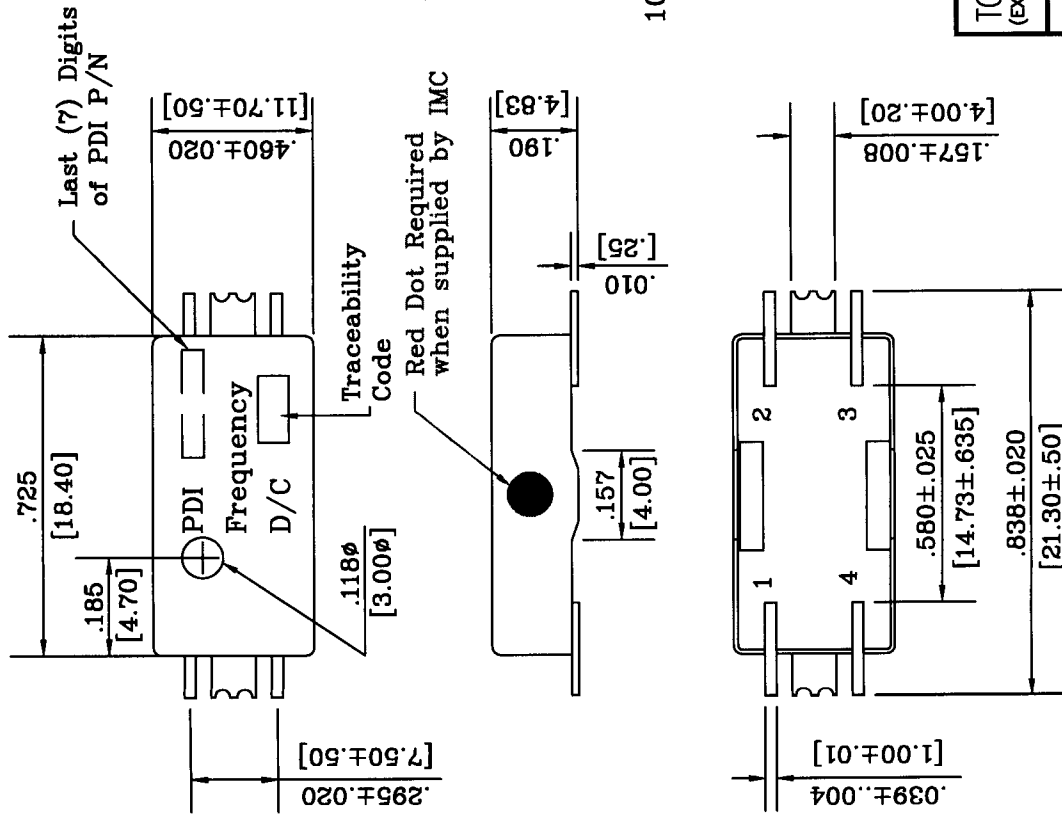 Last (7) Digits
of PDI P/N
.725
[18.40]
.185
[4.70]
PDI
Frequency
D/C
.118ø
[3.00ø]
Traceability
Code
.460±.020
[11.70±.50]
.295±.020
[7.50±.50]
Red Dot Required
when supplied by IMC
.190
[4.83]
.010
[.25]
.157
[4.00]
10
TO
(EX
1
2
3
4
.580±.025
[14.73±.635]
.838±.020
[21.30±.50]
.157±.008
[4.00±.20]
.039±..004
[1.00±.01]